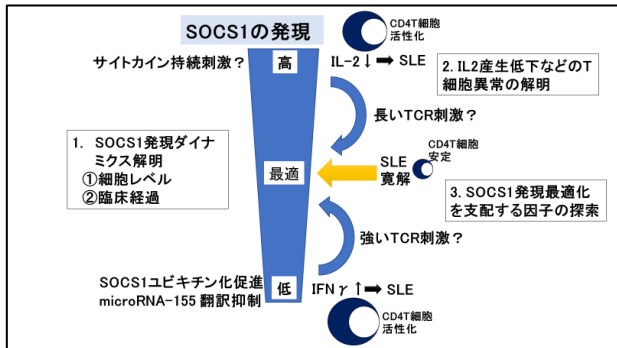 SOCS1の発現
CD4T細胞
活性化
サイトカイン持続刺激？
高
IL-2↓➡SLE
2. IL2産生低下などのT
細胞異常の解明
長いTCR刺激？
1. SOCS1発現ダイナ
ミクス解明
①細胞レベル
②臨床経過
最適
SLE
寛解
CD4T細胞
安定
3. SOCS1発現最適化
を支配する因子の探索
強いTCR刺激？
SOCS1ユビキチン化促進
microRNA-155 翻訳抑制
低
IFNγ↑➡SLE
CD4T細胞
活性化